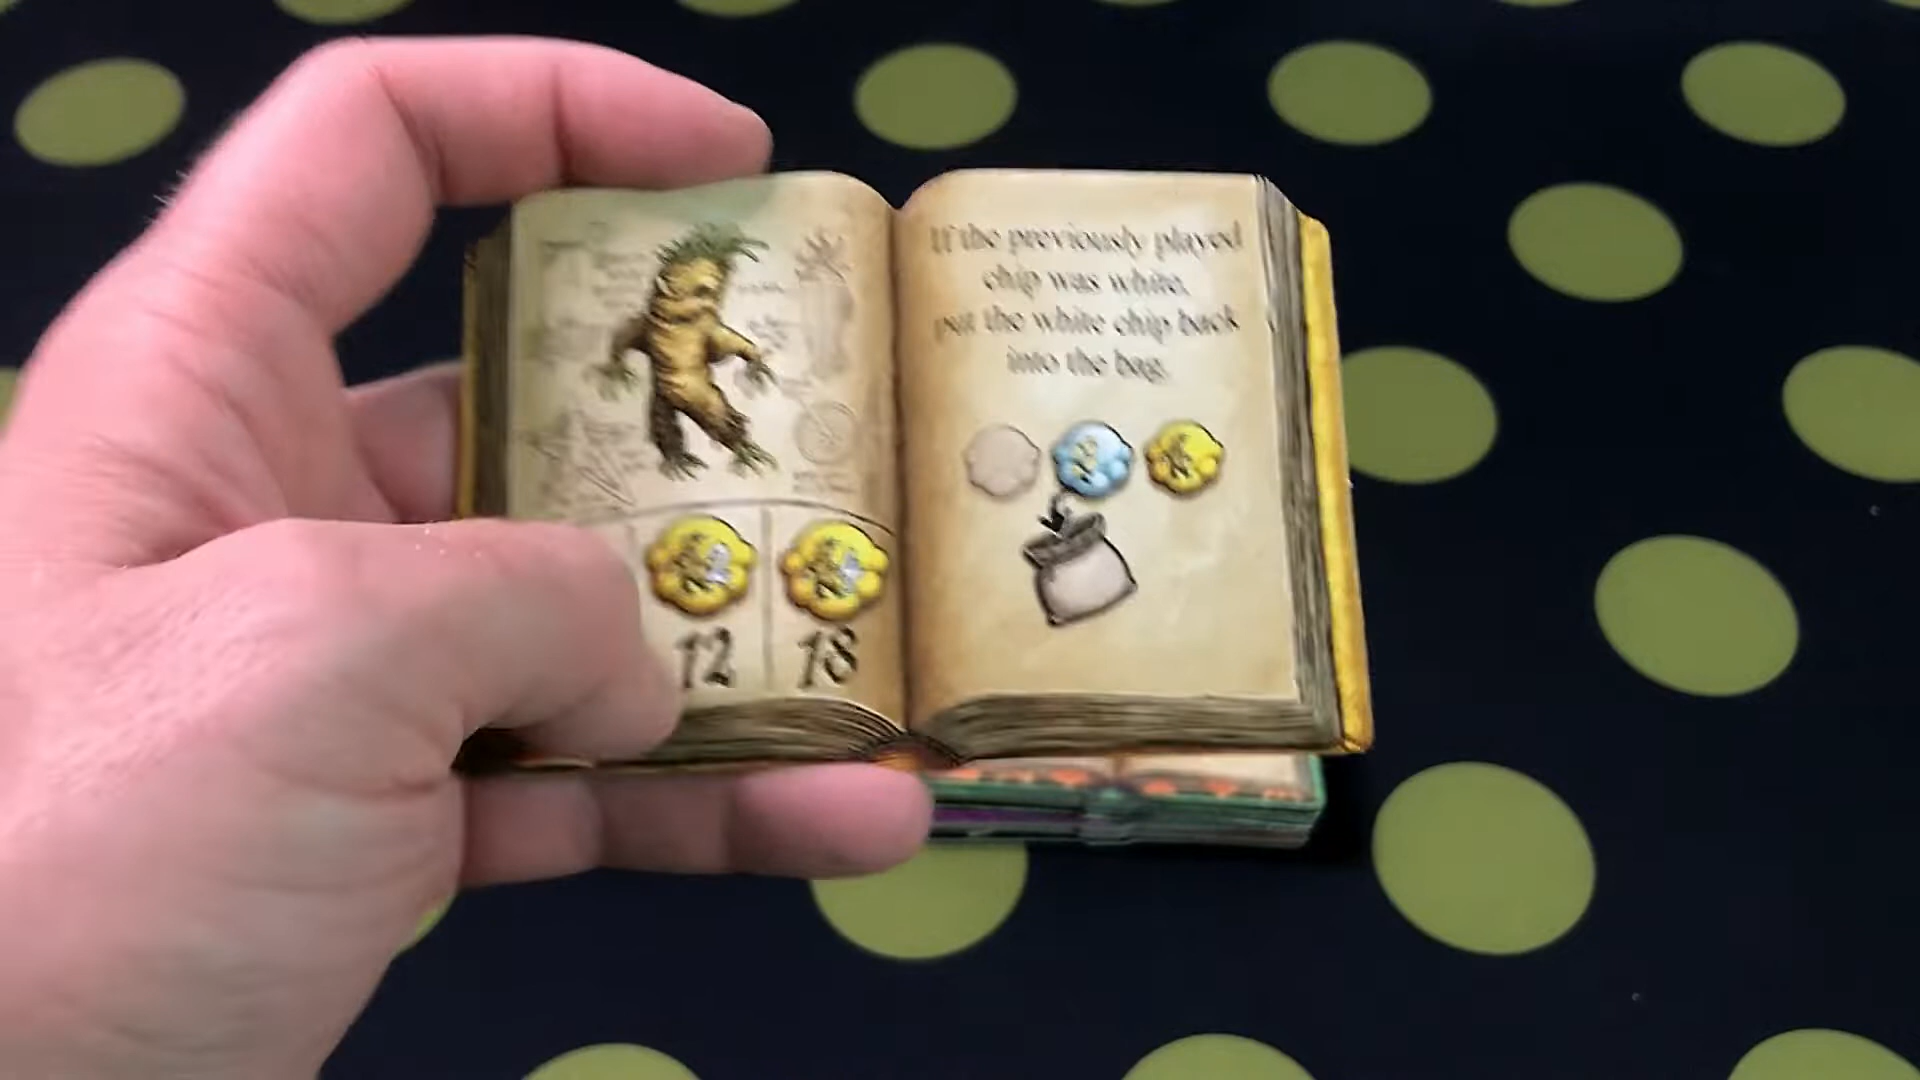 If the previously played
chip was white,
put the white chip back
into the bag.
12 18